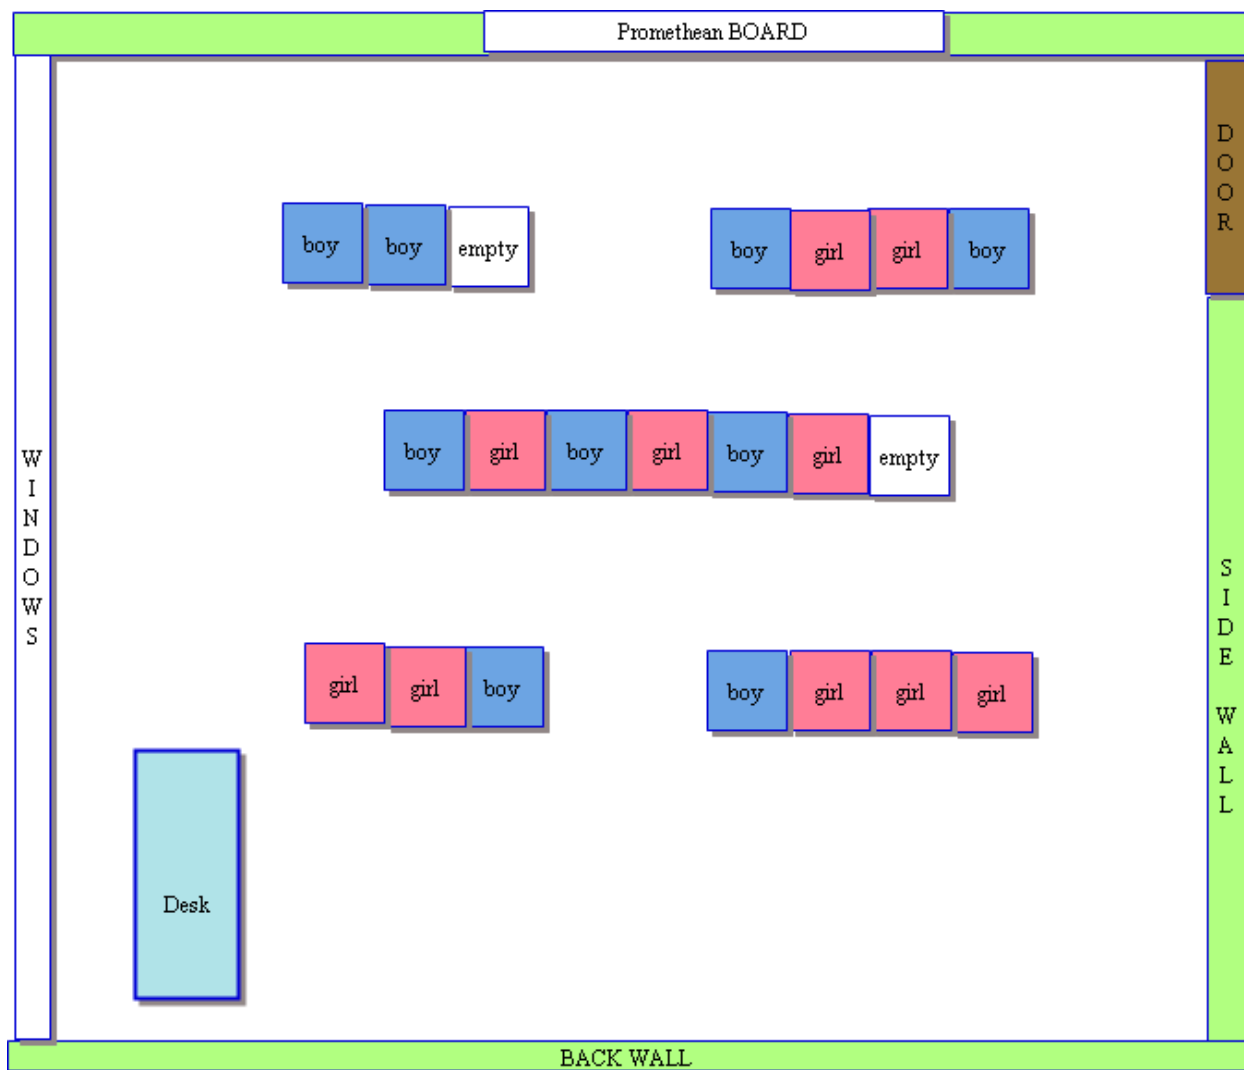 Promethean BOARD
DOOR
boy boy empty
boy girl girl boy
boy girl boy girl boy girl empty
WINDOWS
SIDE WALL
girl girl boy
boy girl girl girl
Desk
BACK WALL